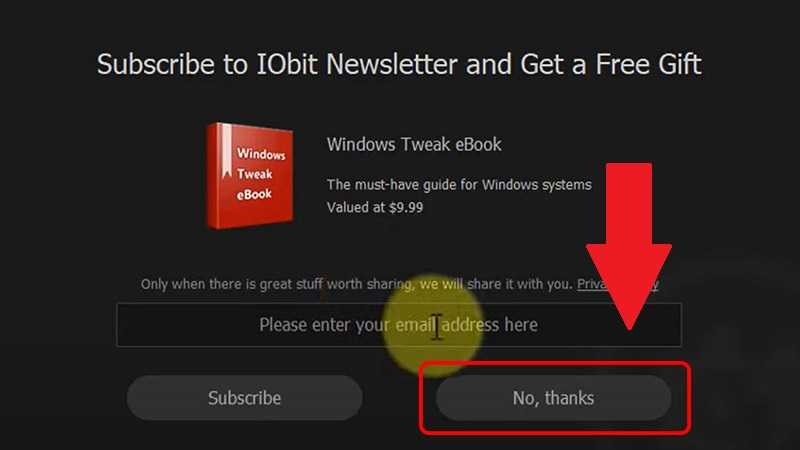 Subscribe to IObit Newsletter and Get a Free Gift
Windows
Tweak
eBook
Windows Tweak eBook
The must-have guide for Windows systems
Valued at $9.99
Only when there is great stuff worth sharing, we will share it with you.
Please enter your email address here
Subscribe
No, thanks